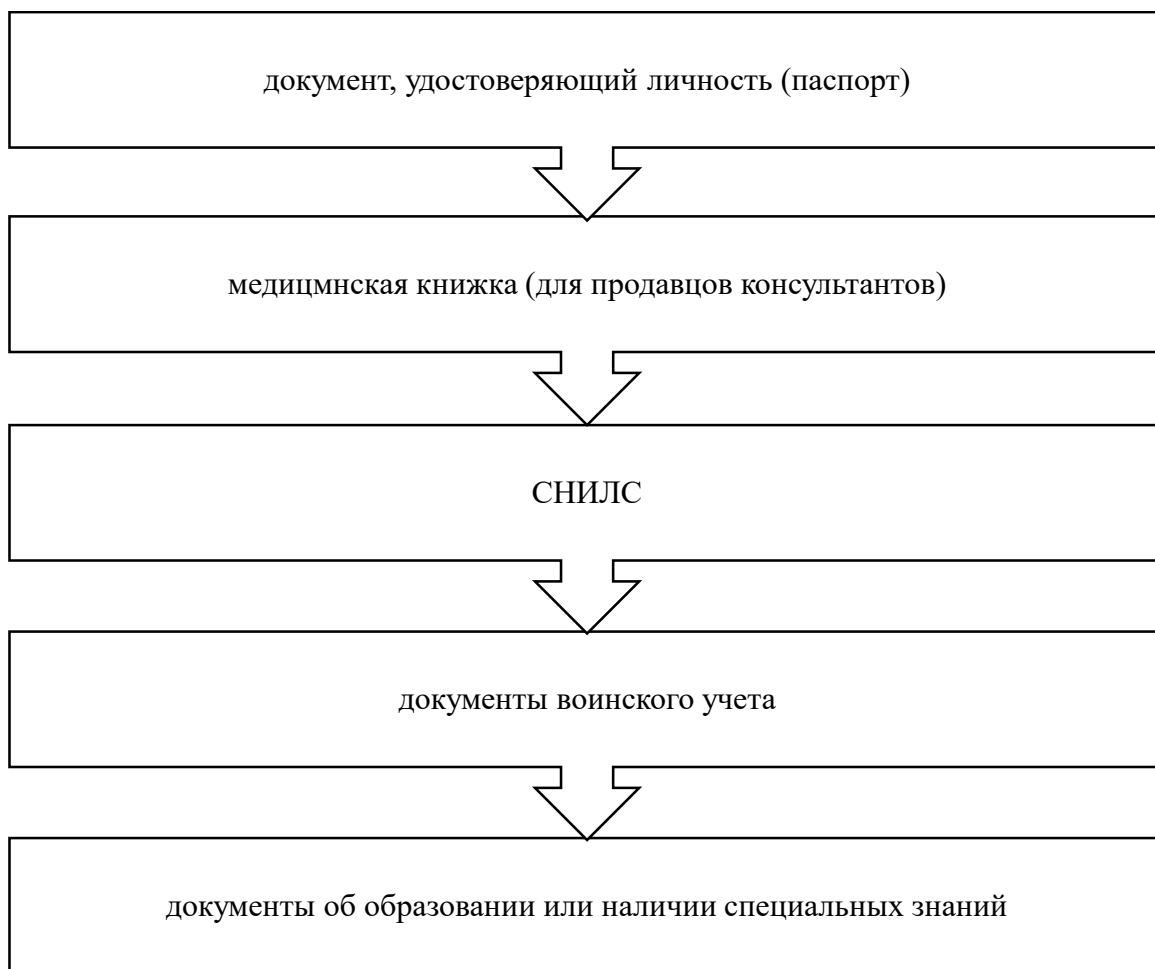 документ, удостоверяющий личность (паспорт)
медицмнская книжка (для продавцов консультантов)
СНИЛС
документы воинского учета
документы об образовании или наличии специальных знаний